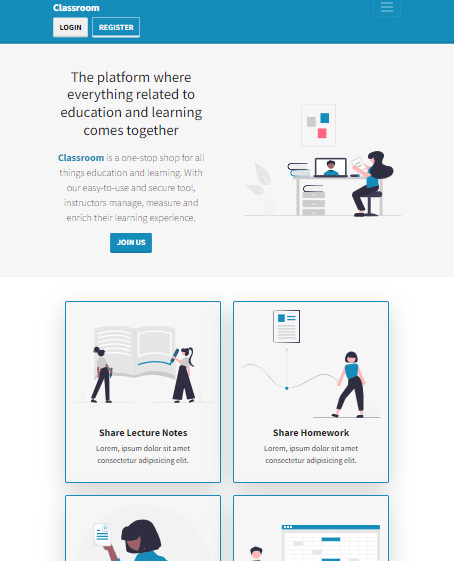 Classroom
LOGIN REGISTER
The platform where
everything related to
education and learning
comes together
Classroom is a one-stop shop for all
things education and learning. With
our easy-to-use and secure tool,
instructors manage, measure and
enrich their learning experience.
JOIN US
Share Lecture Notes
Lorem, ipsum dolor sit amet
consectetur adipisicing elit.
Share Homework
Lorem, ipsum dolor sit amet
consectetur adipisicing elit.